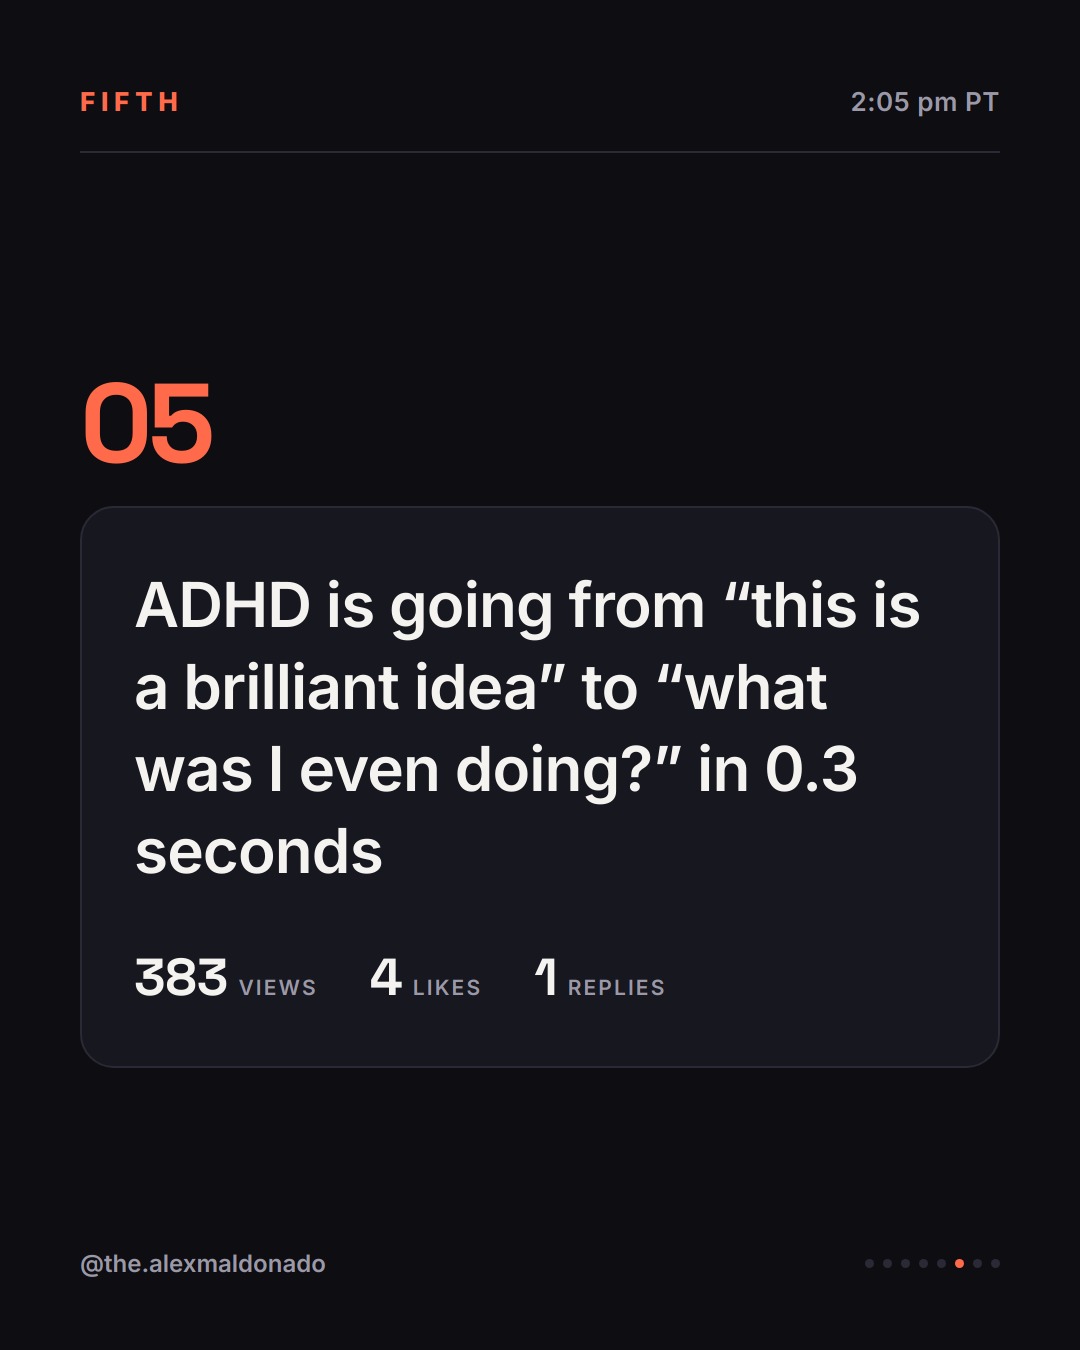 FIFTH
2:05 pm PT
05
ADHD is going from “this is
a brilliant idea” to “what
was I even doing?” in 0.3
seconds
383 VIEWS 4 LIKES 1 REPLIES
@the.alexmaldonado